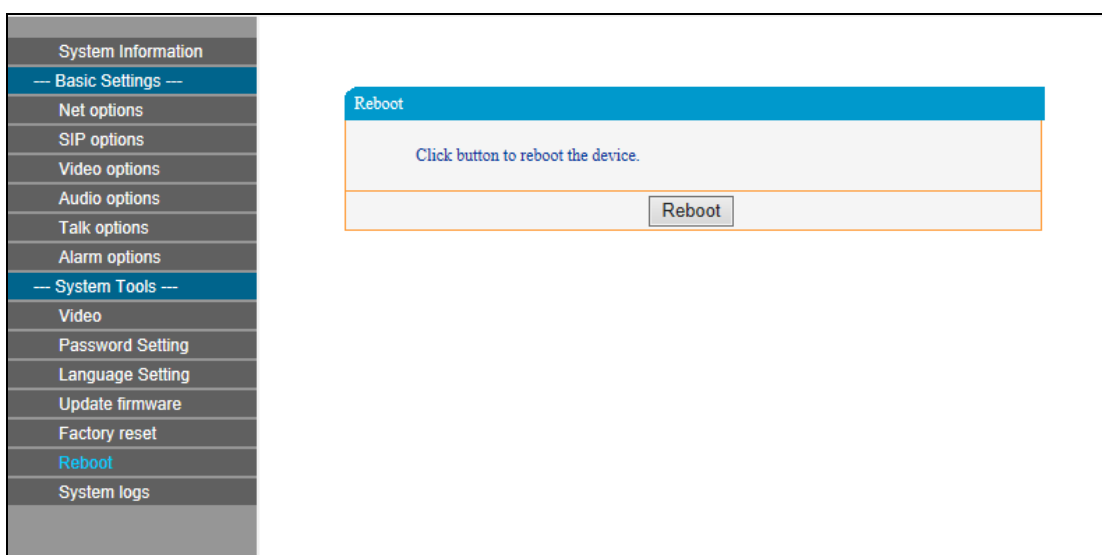 System Information
--- Basic Settings ---
Net options
SIP options
Video options
Audio options
Talk options
Alarm options
--- System Tools ---
Video
Password Setting
Language Setting
Update firmware
Factory reset
Reboot
System logs
Reboot
Click button to reboot the device.
Reboot